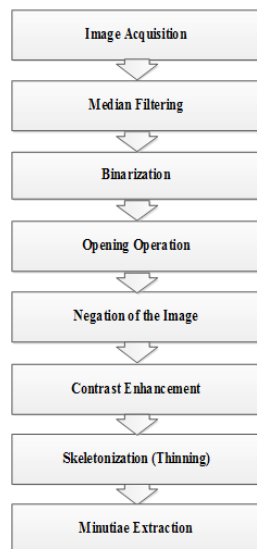 Image Acquisition
Median Filtering
Binarization
Opening Operation
Negation of the Image
Contrast Enhancement
Skeletonization (Thinning)
Minutiae Extraction